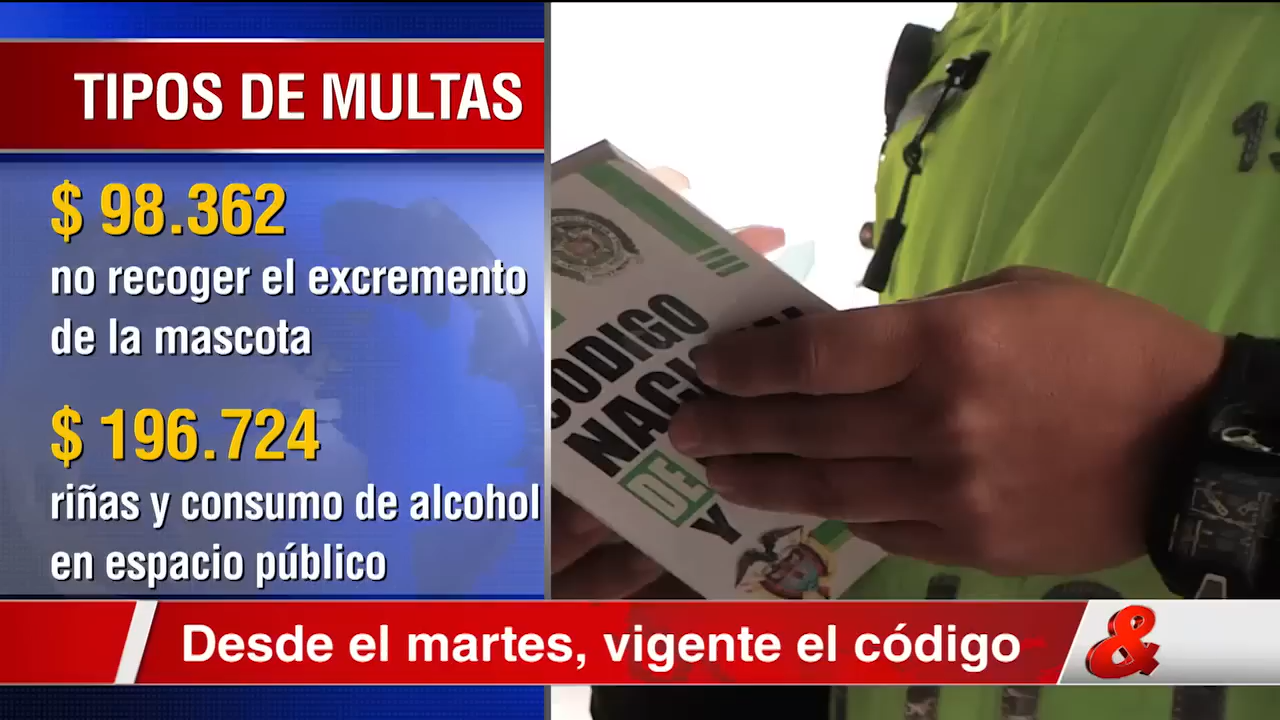 TIPOS DE MULTAS
$ 98.362
no recoger el excremento
de la mascota
$ 196.724
riñas y consumo de alcohol
en espacio público
CODIGO
DE
Y
Desde el martes, vigente el código
&